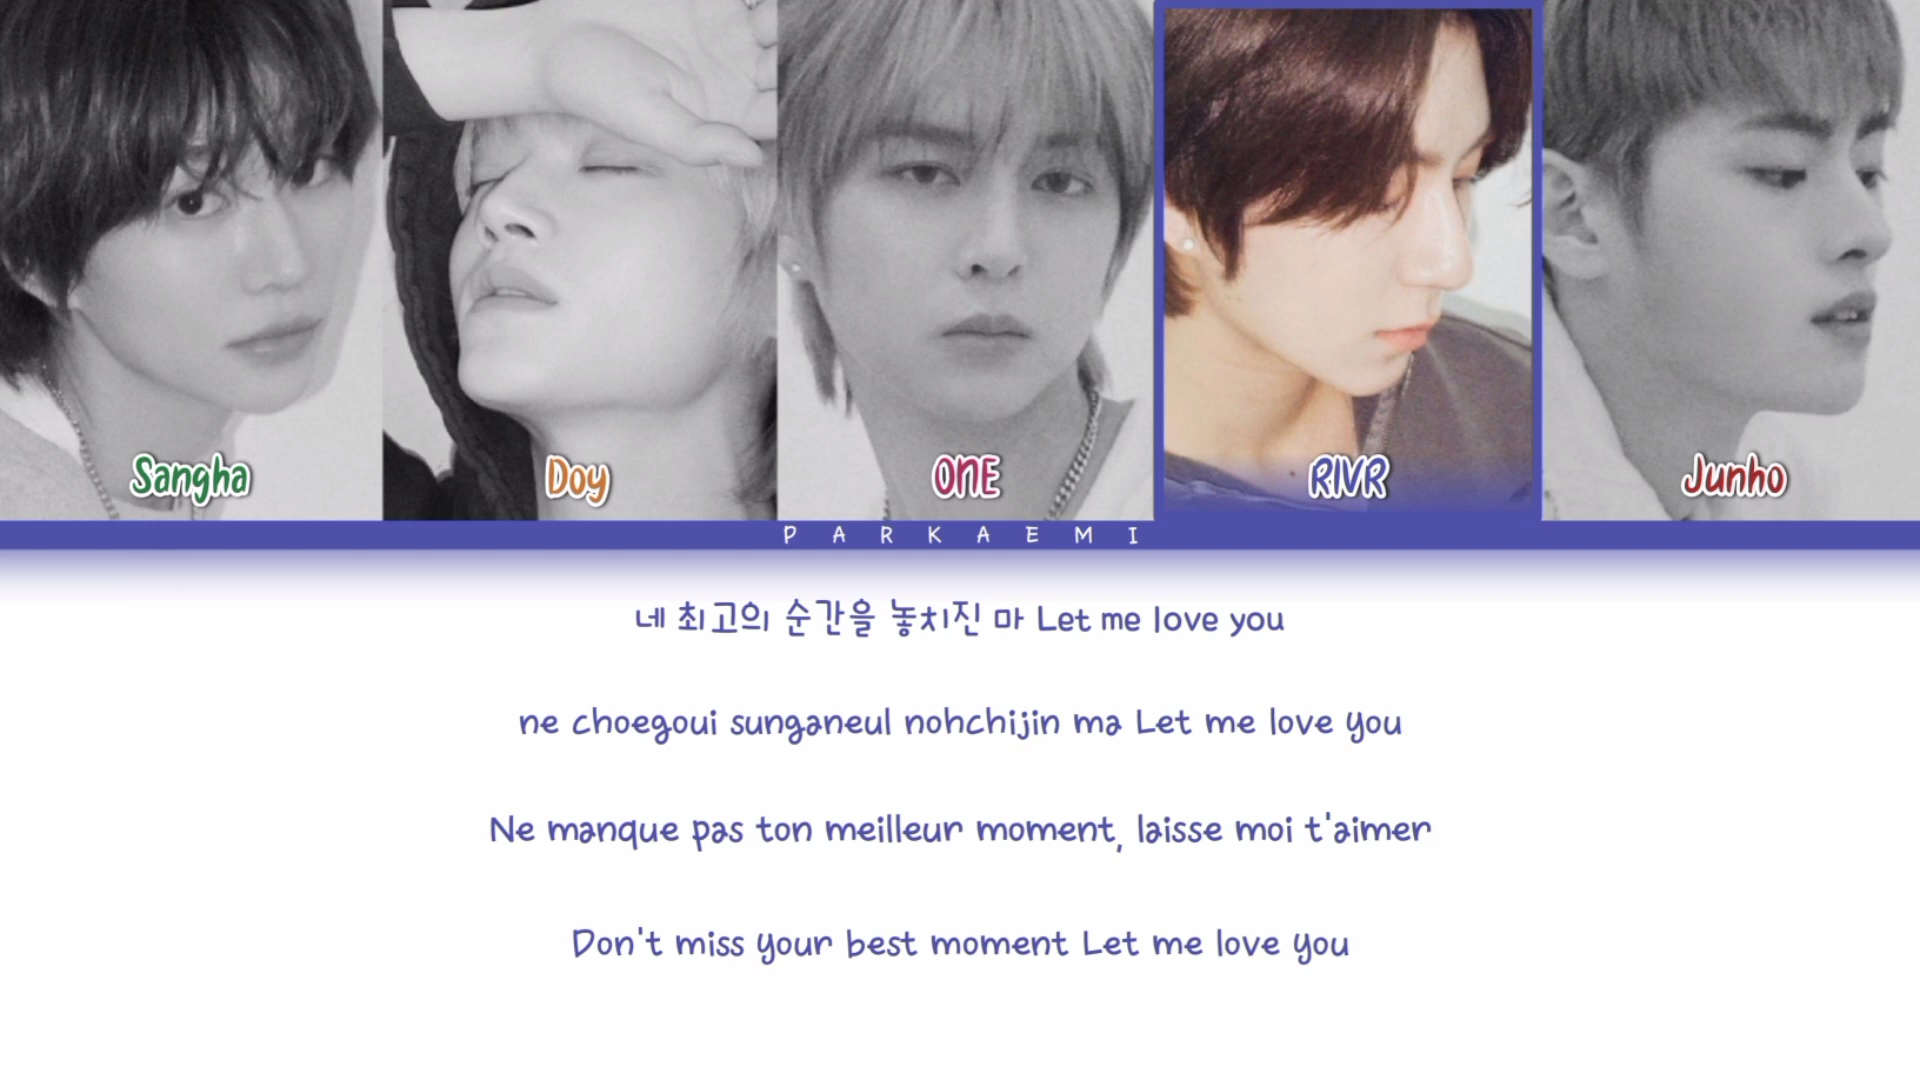 Sangha
Doy
ONE
RIVR
Junho
PARKAEMI
네 최고의 순간을 놓치진 마 Let me love you
ne choegoui sunganeul nohchijin ma Let me love you
Ne manque pas ton meilleur moment, laisse moi t'aimer
Don't miss your best moment Let me love you